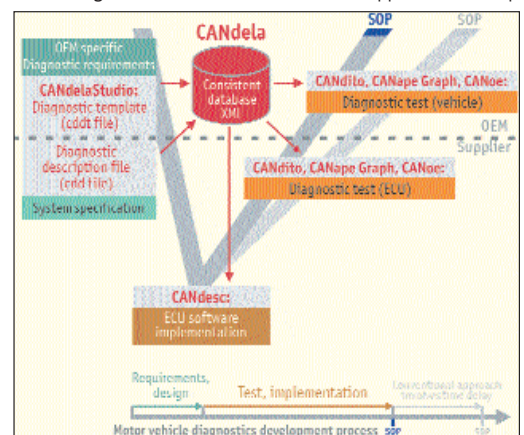 CANdela
SOP
SOP
OEM specific
Diagnostic requirements
CANdelaStudio:
Diagnostic template
(cddt file)
Diagnostic
description file
(cdd file)
System specification
Consistent
database
XML
CANdito, CANape Graph, CANoe:
Diagnostic test (vehicle)
OEM
Supplier
CANdito, CANape Graph, CANoe:
Diagnostic test (ECU)
CANdesc:
ECU software
implementation
Requirements,
design
Test, implementation
Conventional approach
involves time delay
Motor vehicle diagnostics development process
SOP
SOP